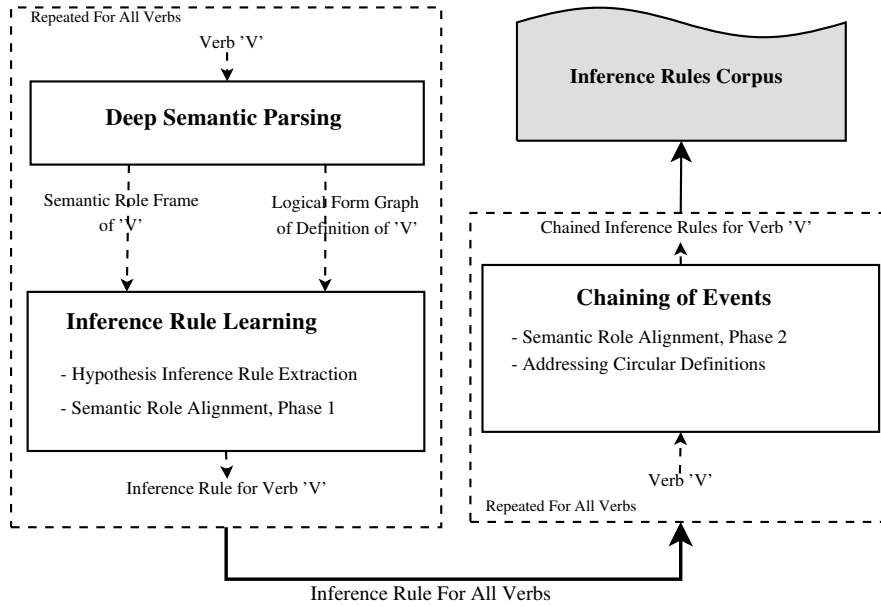 Repeated For All Verbs
Verb 'V'
Deep Semantic Parsing
Semantic Role Frame
of 'V'
Logical Form Graph
of Definition of 'V'
Inference Rule Learning
- Hypothesis Inference Rule Extraction
- Semantic Role Alignment, Phase 1
Inference Rule for Verb 'V'
Inference Rule For All Verbs
Inference Rules Corpus
Chained Inference Rules for Verb 'V'
Chaining of Events
- Semantic Role Alignment, Phase 2
- Addressing Circular Definitions
Verb 'V'
Repeated For All Verbs